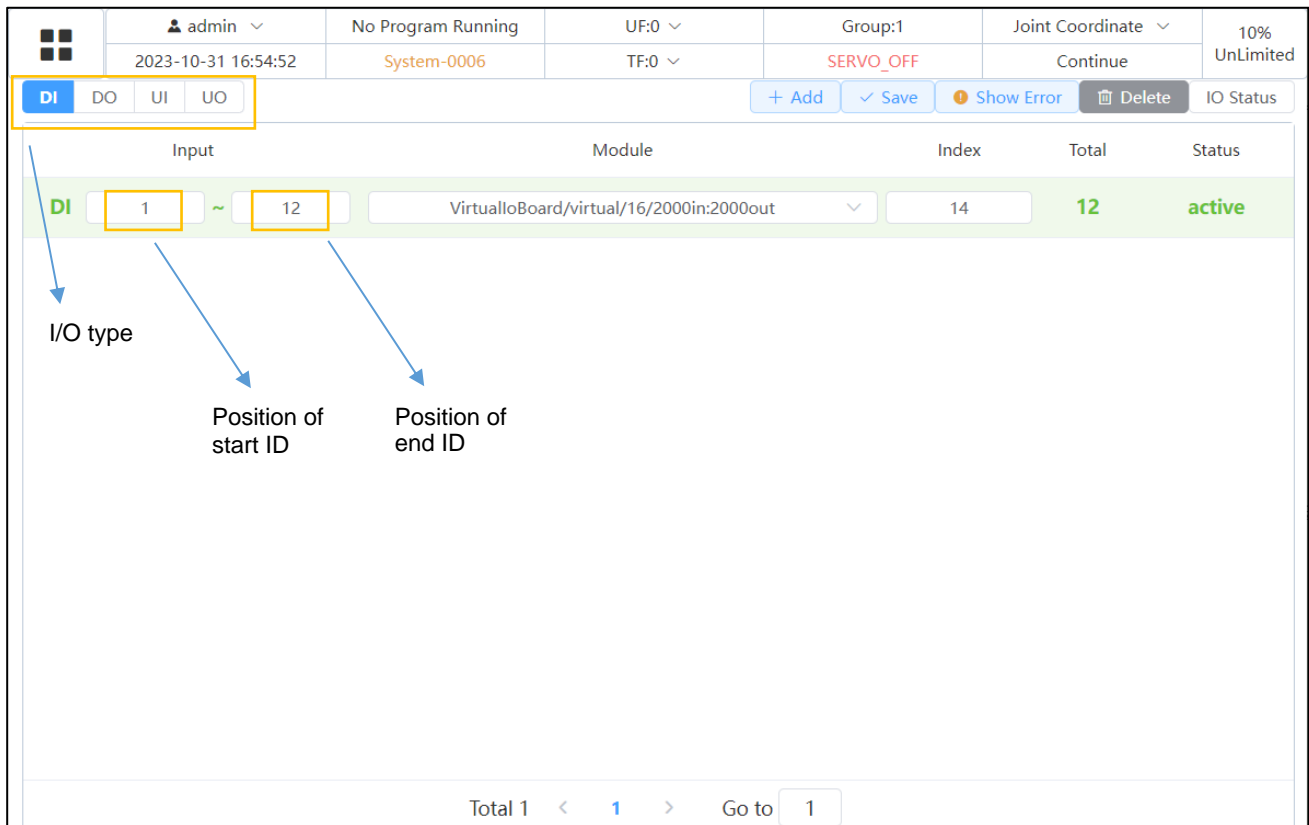 admin No Program Running UF:0 Group:1 Joint Coordinate 10%
2023-10-31 16:54:52 System-0006 TF:0 SERVO_OFF Continue UnLimited
DI DO UI UO + Add Save Show Error Delete IO Status
Input Module Index Total Status
DI 1 ~ 12 VirtualIoBoard/virtual/16/2000in:2000out 14 12 active
I/O type
Position of
start ID
Position of
end ID
Total 1 < 1 > Go to 1